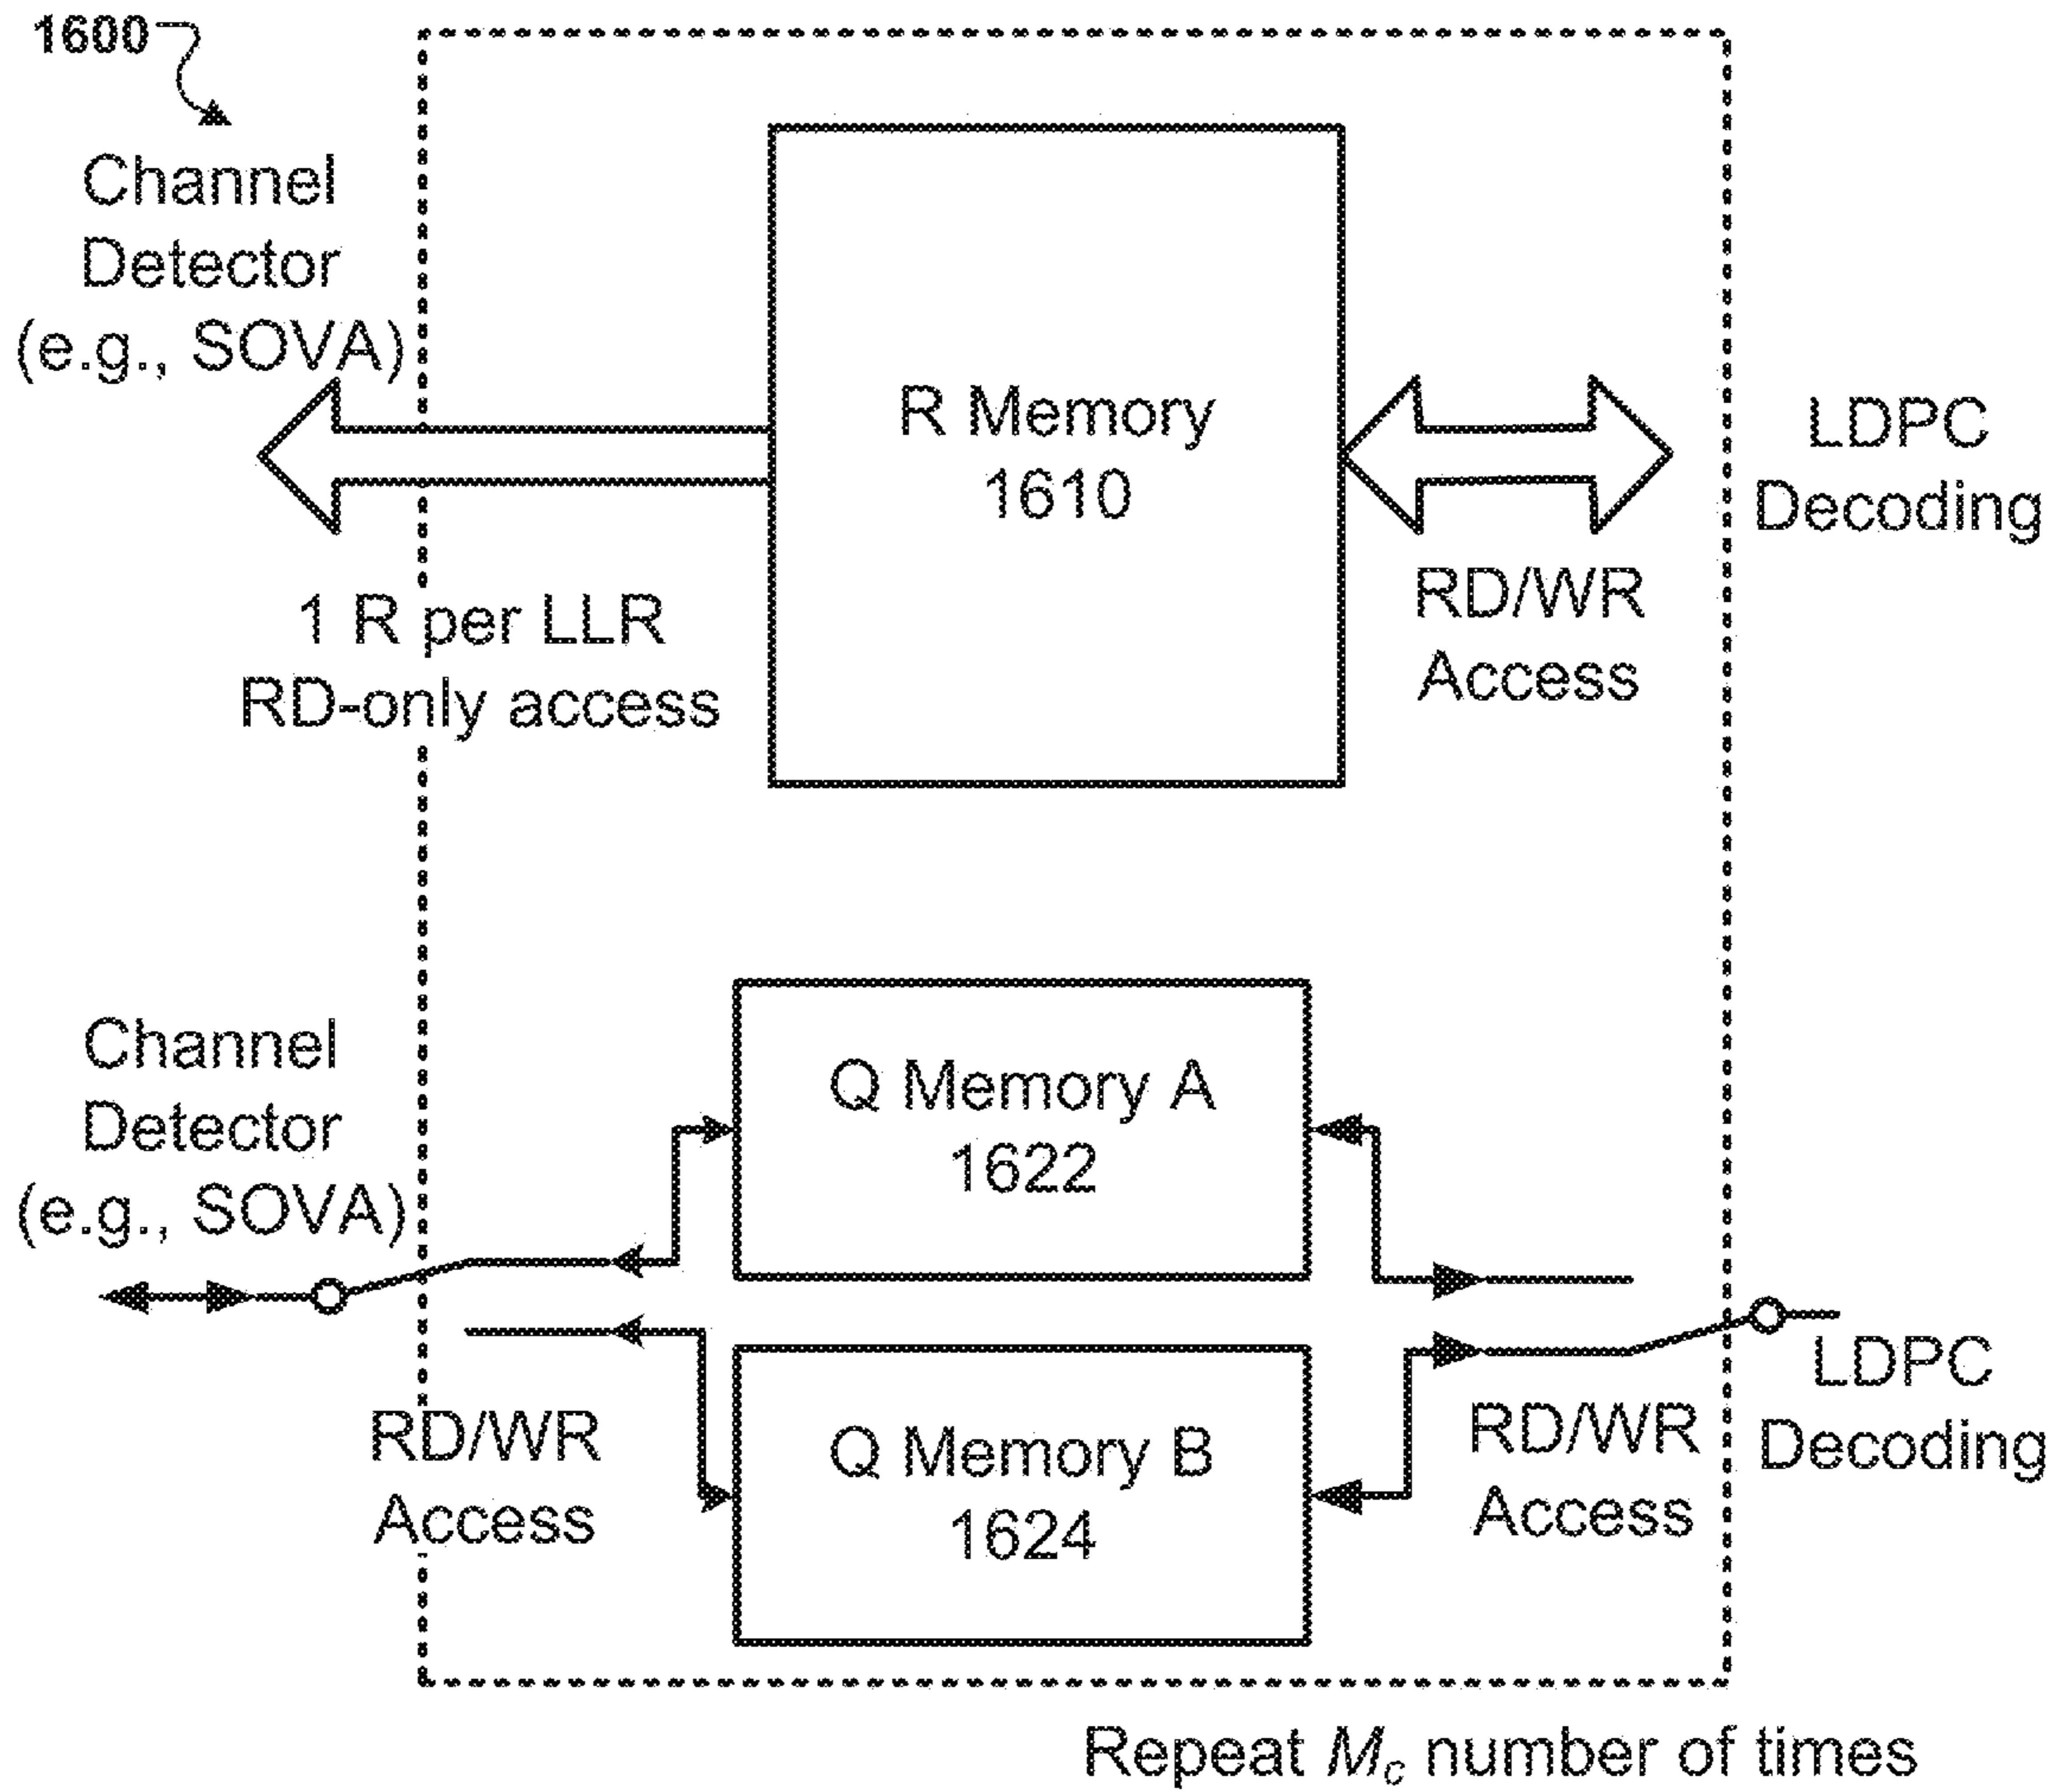 1600
Channel
Detector
(e.g., SOVA)
R Memory
1610
LDPC
Decoding
1 R per LLR
RD-only access
RD/WR
Access
Channel
Detector
(e.g., SOVA)
Q Memory A
1622
RD/WR
Access
Q Memory B
1624
RD/WR
Access
LDPC
Decoding
Repeat Mc number of times